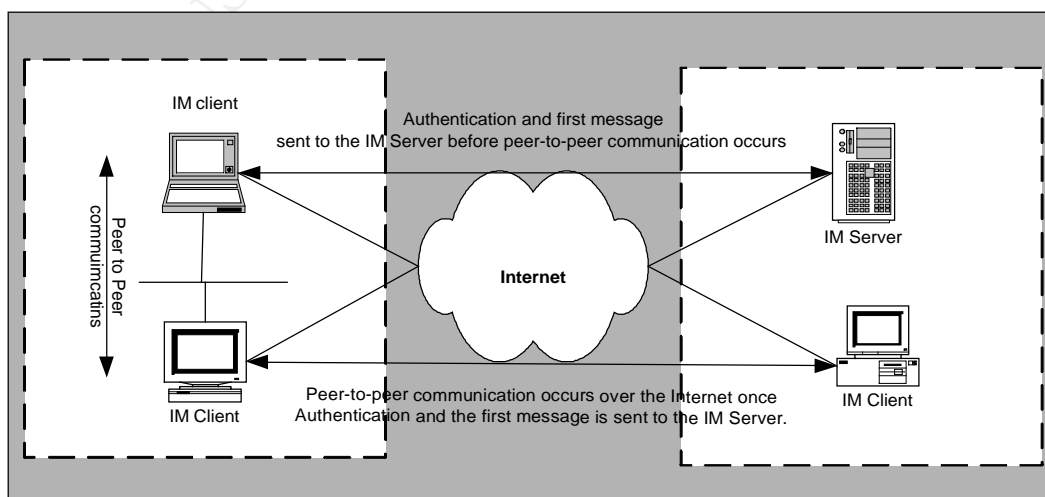 IM client
Authentication and first message
sent to the IM Server before peer-to-peer communication occurs
Peer to Peer
commuimcatins
IM Server
Internet
IM Client
Peer-to-peer communication occurs over the Internet once
Authentication and the first message is sent to the IM Server.
IM Client